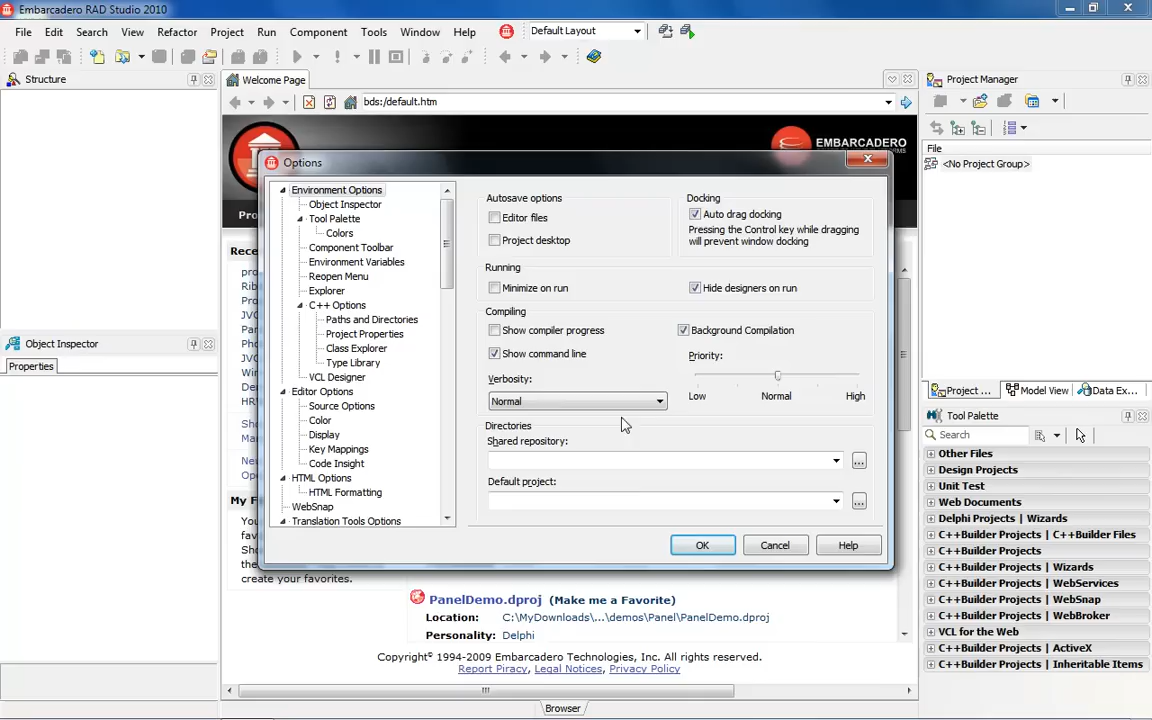 Embarcadero RAD Studio 2010
File Edit Search View Refactor Project Run Component Tools Window Help Default Layout
Structure
Welcome Page
bds:/default.htm
EMBARCADERO
Project Manager
File
<No Project Group>
Options
Environment Options
Object Inspector
Tool Palette
Colors
Component Toolbar
Environment Variables
Reopen Menu
Explorer
C++ Options
Paths and Directories
Project Properties
Class Explorer
Type Library
VCL Designer
Editor Options
Source Options
Color
Display
Key Mappings
Code Insight
HTML Options
HTML Formatting
WebSnap
Translation Tools Options
Autosave options
Editor files
Project desktop
Docking
Auto drag docking
Pressing the Control key while dragging
will prevent window docking
Running
Minimize on run
Hide designers on run
Compiling
Show compiler progress
Background Compilation
Show command line
Priority:
Verbosity:
Normal
Low Normal High
Directories
Shared repository:
Default project:
OK Cancel Help
Object Inspector
Properties
create your favorites.
PanelDemo.dproj (Make me a Favorite)
Location: C:\MyDownloads\...\demos\Panel\PanelDemo.dproj
Personality: Delphi
Copyright© 1994-2009 Embarcadero Technologies, Inc. All rights reserved.
Report Piracy, Legal Notices, Privacy Policy
Browser
Project ... Model View Data Ex...
Tool Palette
Search
Other Files
Design Projects
Unit Test
Web Documents
Delphi Projects | Wizards
C++Builder Projects | C++Builder Files
C++Builder Projects
C++Builder Projects | Wizards
C++Builder Projects | WebServices
C++Builder Projects | WebSnap
C++Builder Projects | WebBroker
VCL for the Web
C++Builder Projects | ActiveX
C++Builder Projects | Inheritable Items